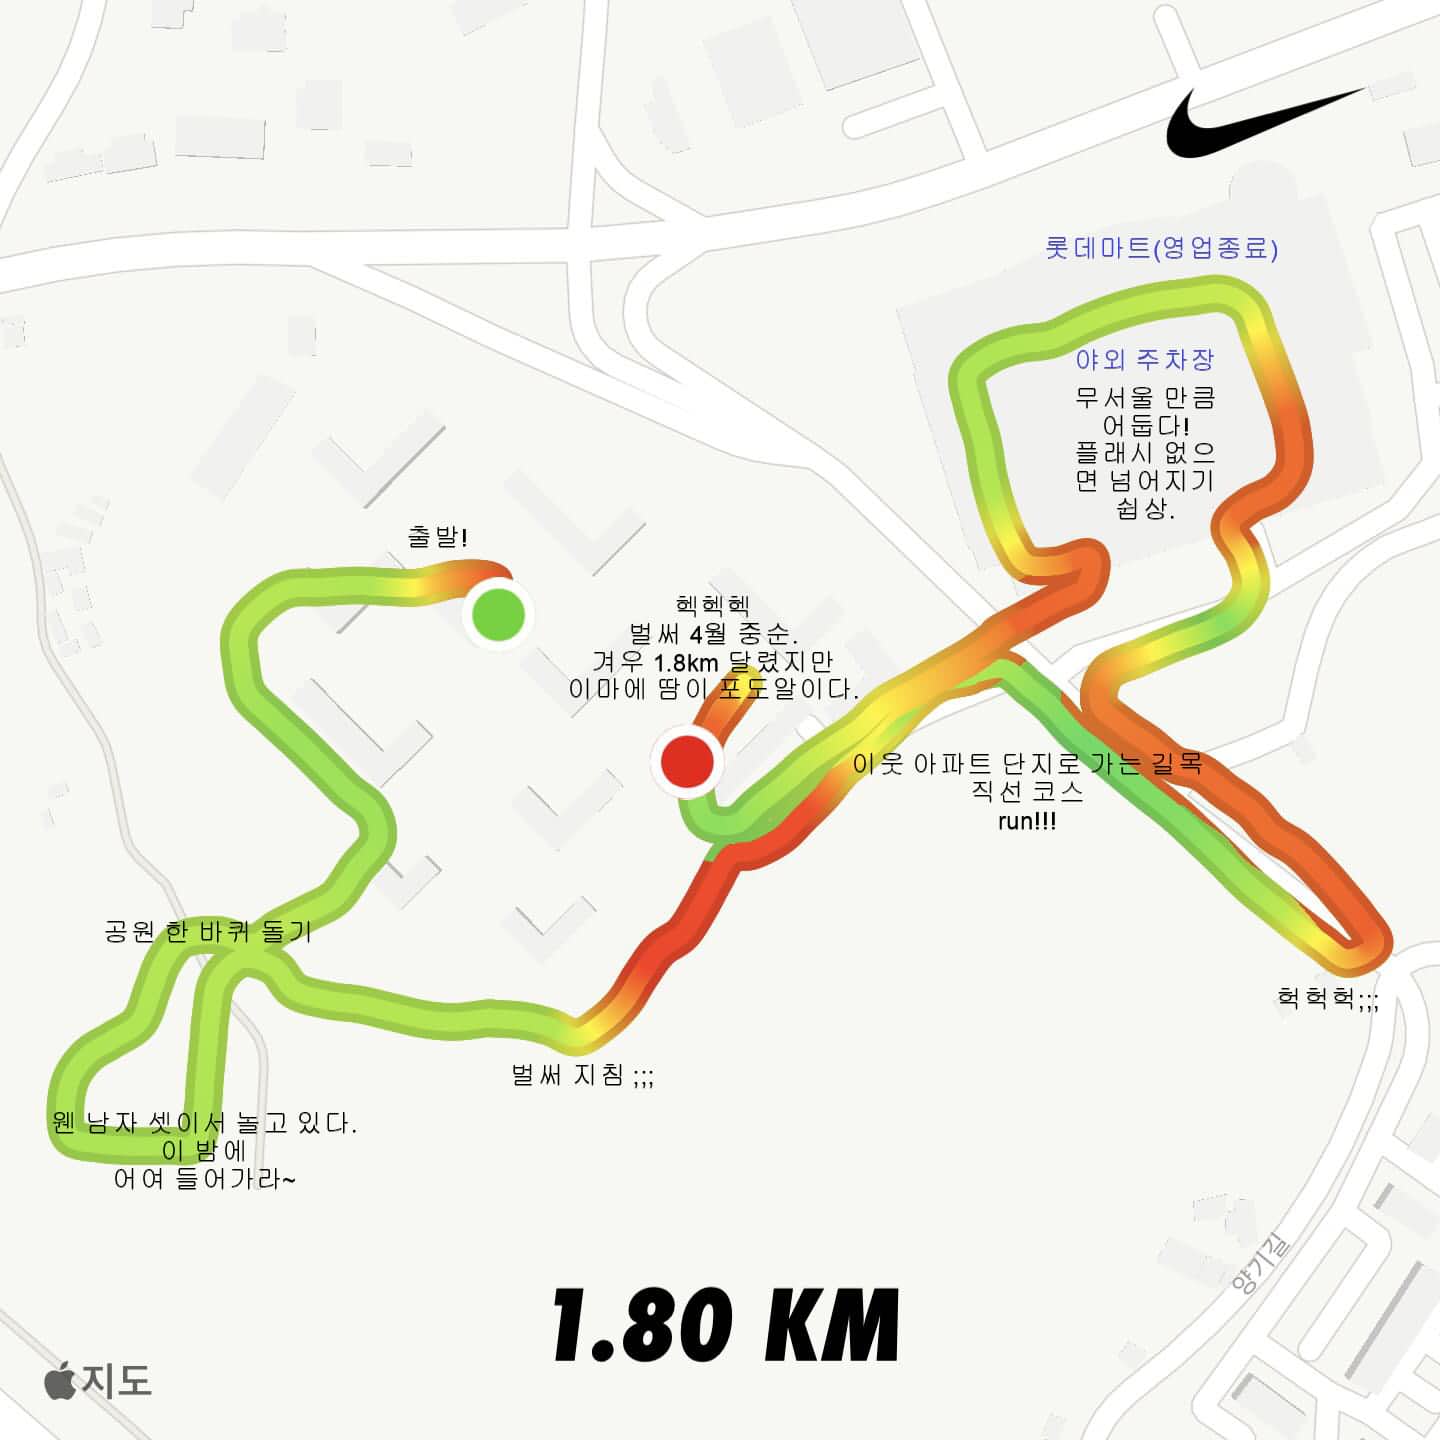 롯데마트(영업종료)
야외 주차장
무서울 만큼
어둡다!
플래시 없으
면 넘어지기
쉽상.
출발!
헥헥헥
벌써 4월 중순.
겨우 1.8km 달렸지만
이마에 땀이 포도알이다.
이웃 아파트 단지로 가는 길목
직선 코스
run!!!
공원 한 바퀴 돌기
헉헉헉;;;
벌써 지침 ;;;
웬 남자 셋이서 놀고 있다.
이 밤에
어여 들어가라~
양기길
1.80 KM
지도